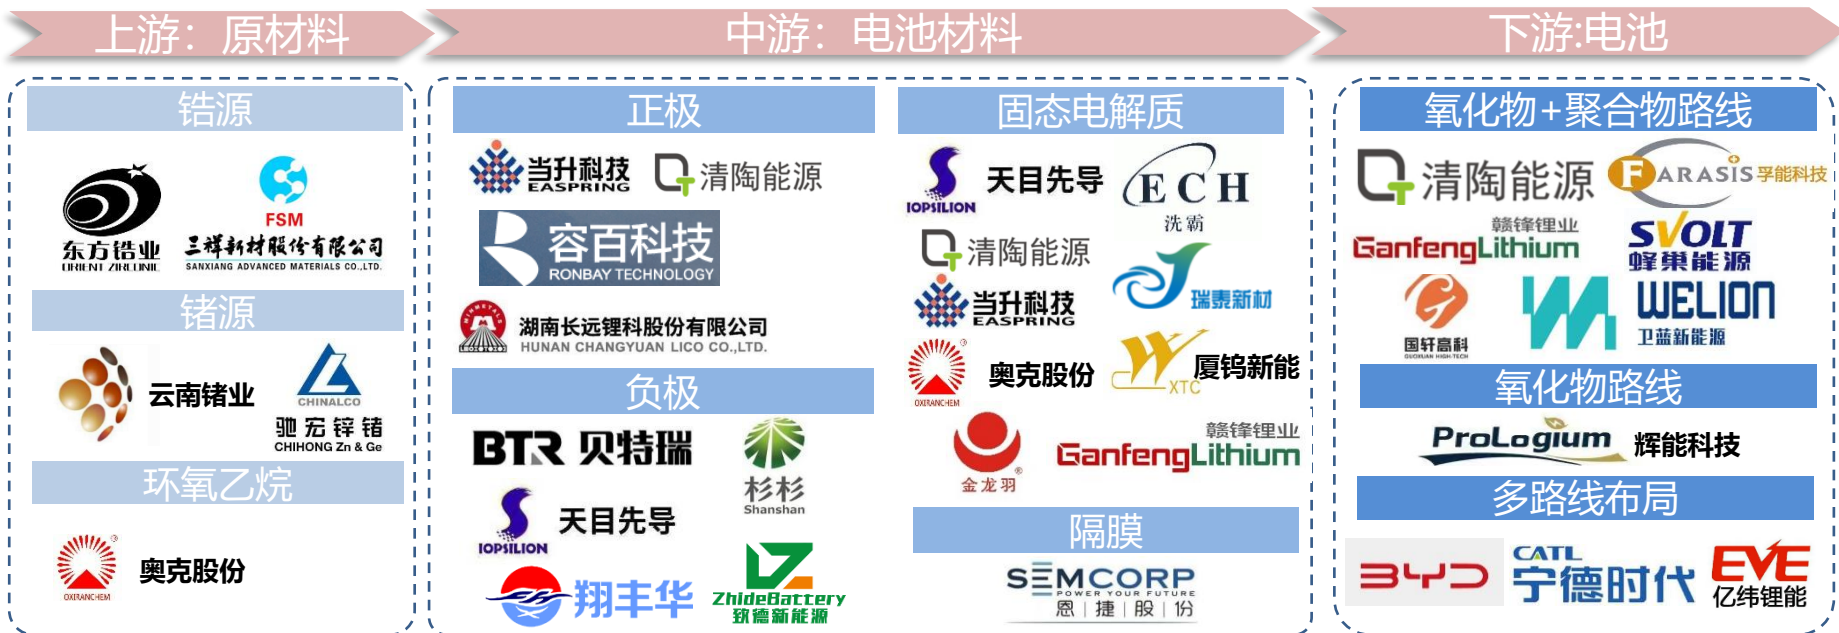 上游：原材料
中游：电池材料
下游:电池
锆源
东方锆业
ORIENT ZIRCONIC
FSM
三祥新材股份有限公司
SANXIANG ADVANCED MATERIALS CO.,LTD.
锗源
云南锗业
CHINALCO
驰宏锌锗
CHIHONG Zn & Ge
环氧乙烷
OXIRANCHEM
奥克股份
正极
当升科技
EASPRING
清陶能源
容百科技
RONBAY TECHNOLOGY
MINMETALS
湖南长远锂科股份有限公司
HUNAN CHANGYUAN LICO CO.,LTD.
负极
BTR 贝特瑞
杉杉
Shanshan
IOPSILION
天目先导
翔丰华
ZhideBattery
致德新能源
固态电解质
IOPSILION
天目先导
ECH
洗霸
清陶能源
当升科技
EASPRING
瑞泰新材
OXIRANCHEM
奥克股份
XTC
厦钨新能
金龙羽
赣锋锂业
GanfengLithium
隔膜
SEMCORP
POWER YOUR FUTURE
恩|捷|股|份
氧化物+聚合物路线
清陶能源
FARASIS 孚能科技
赣锋锂业
GanfengLithium
SVOLT
蜂巢能源
国轩高科
GUOXUAN HIGH-TECH
WELION
卫蓝新能源
氧化物路线
ProLogium
辉能科技
多路线布局
BYD
CATL
宁德时代
EVE
亿纬锂能